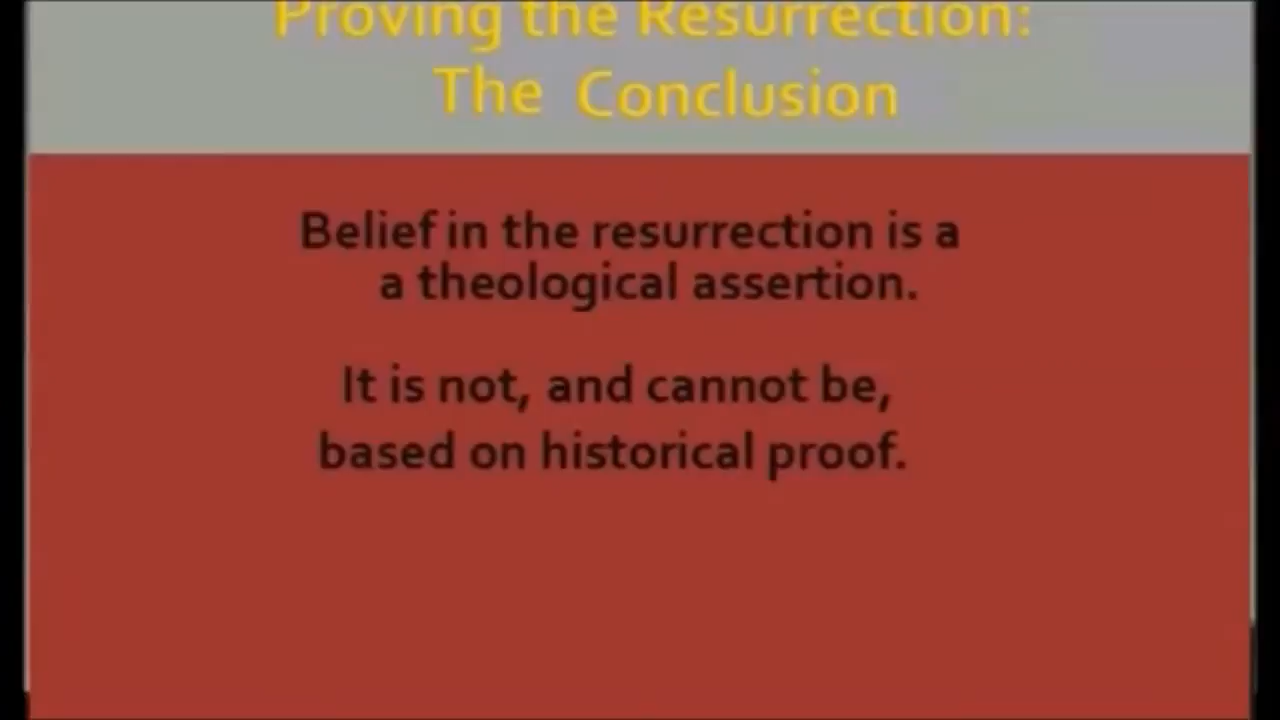 Proving the Resurrection:
The Conclusion
Belief in the resurrection is a
a theological assertion.
It is not, and cannot be,
based on historical proof.